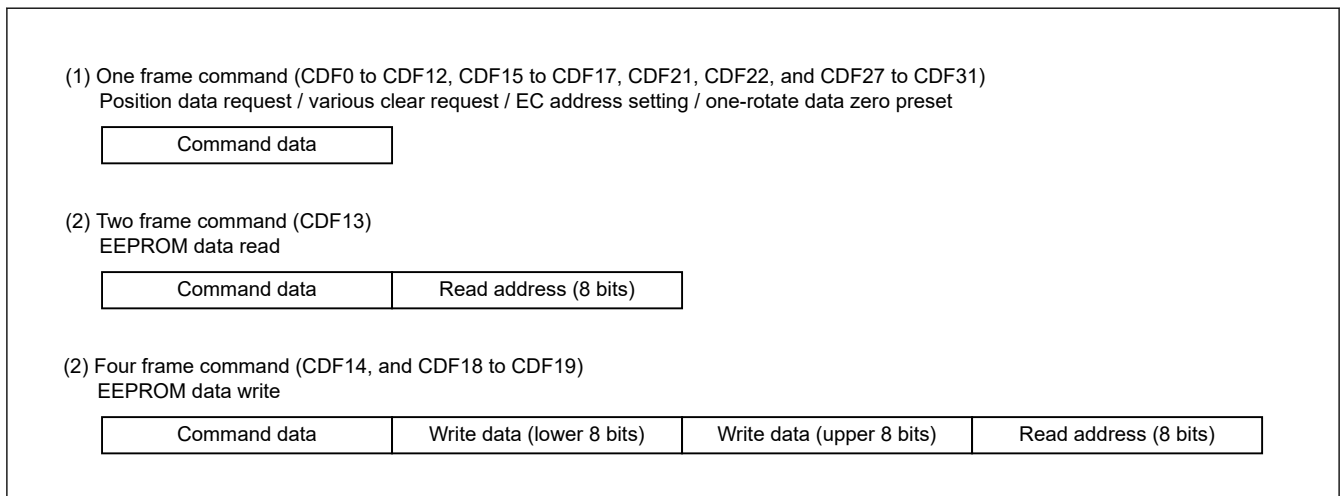 (1) One frame command (CDF0 to CDF12, CDF15 to CDF17, CDF21, CDF22, and CDF27 to CDF31)
Position data request / various clear request / EC address setting / one-rotate data zero preset
Command data
(2) Two frame command (CDF13)
EEPROM data read
Command data Read address (8 bits)
(2) Four frame command (CDF14, and CDF18 to CDF19)
EEPROM data write
Command data Write data (lower 8 bits) Write data (upper 8 bits) Read address (8 bits)